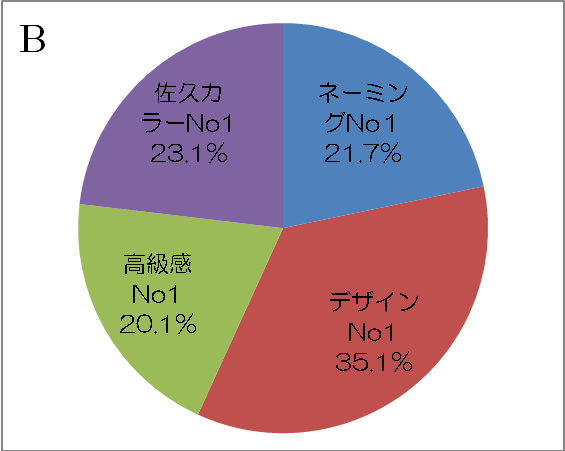 B
ネーミン
グNo1
21.7%
デザイン
No1
35.1%
高級感
No1
20.1%
佐久カ
ラーNo1
23.1%